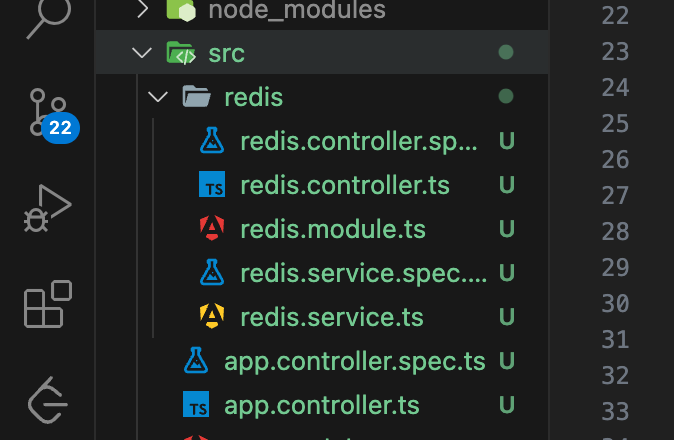 node_modules
src
redis
redis.controller.sp... U
TS redis.controller.ts U
redis.module.ts U
redis.service.spec.... U
redis.service.ts U
app.controller.spec.ts U
TS app.controller.ts U
22
22
23
24
25
26
27
28
29
30
31
32
33